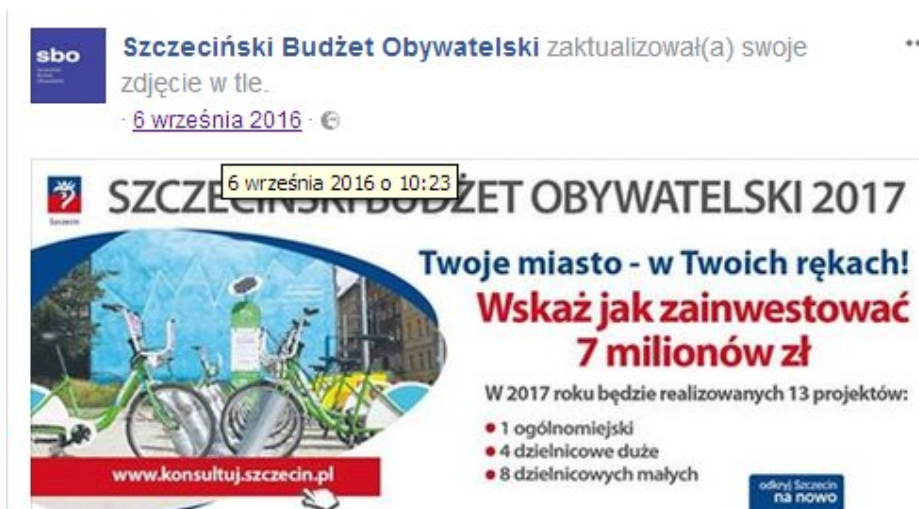 sbo
Szczeciński Budżet Obywatelski zaktualizował(a) swoje
zdjęcie w tle.
· 6 września 2016 ·
6 września 2016 o 10:23
SZCZECIŃSKI BUDŻET OBYWATELSKI 2017
Szczecin
Twoje miasto - w Twoich rękach!
Wskaż jak zainwestować
7 milionów zł
W 2017 roku będzie realizowanych 13 projektów:
• 1 ogólnomiejski
• 4 dzielnicowe duże
• 8 dzielnicowych małych
www.konsultuj.szczecin.pl
odkryj Szczecin
na nowo